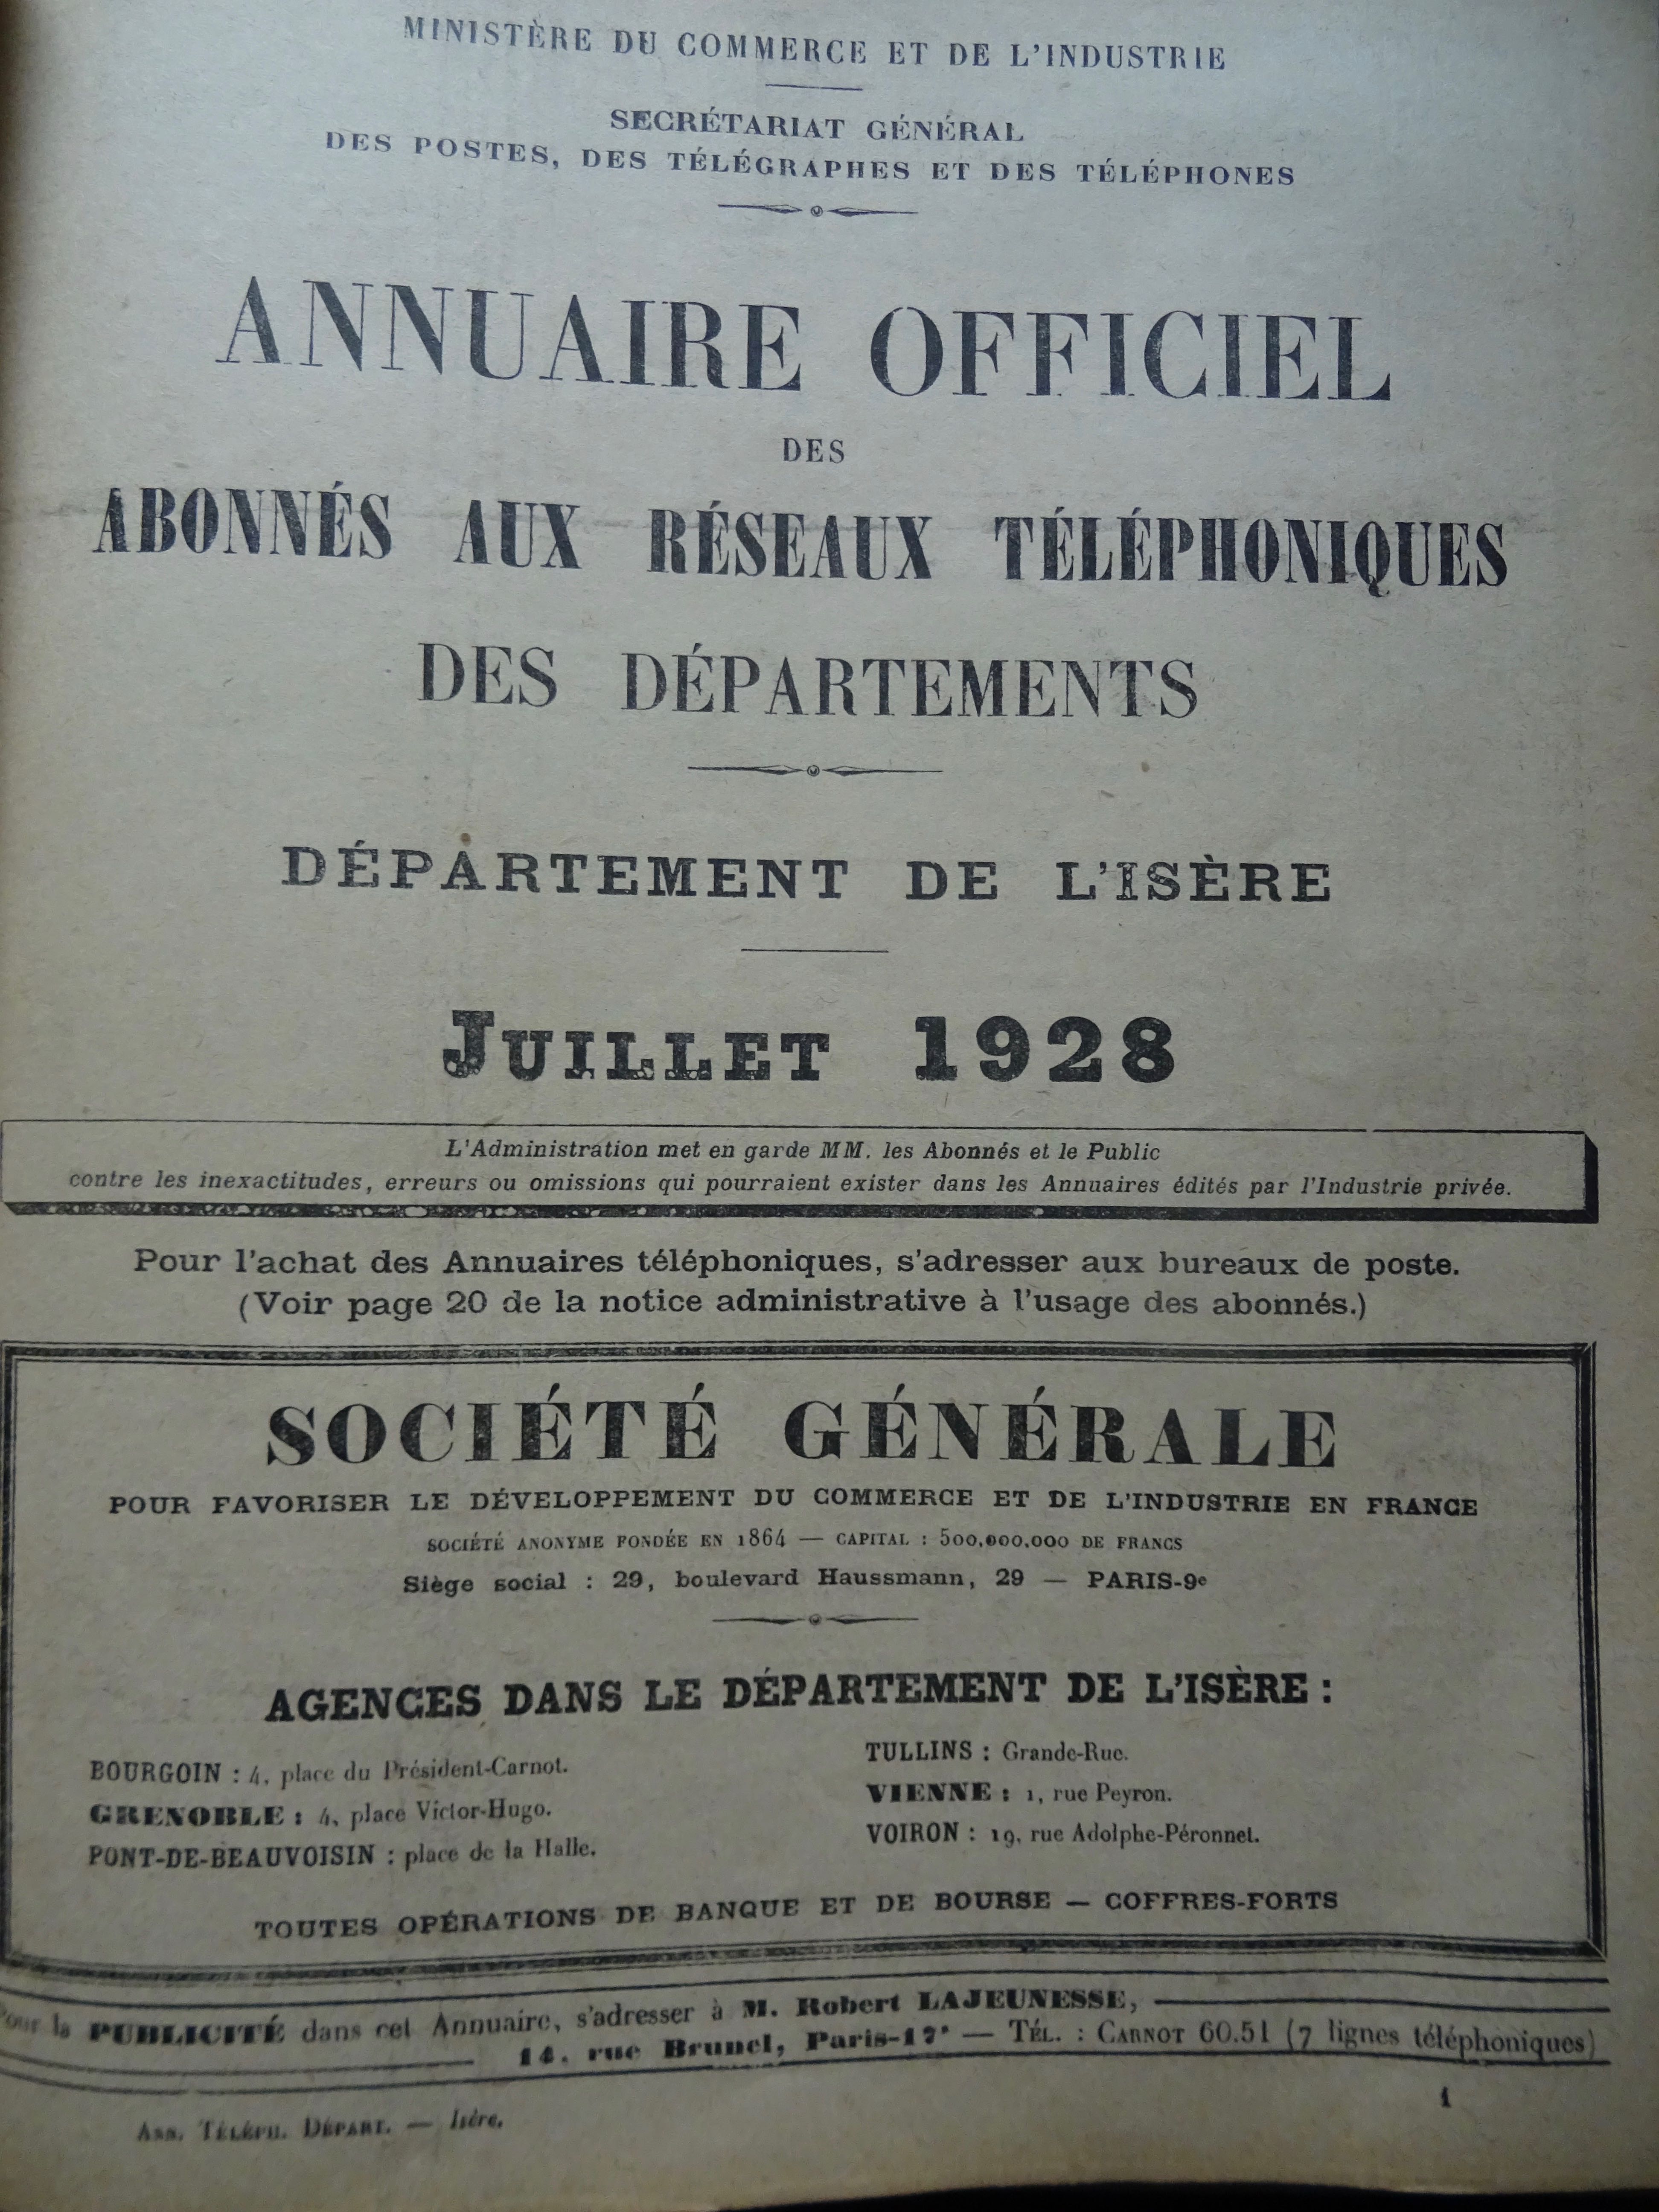 MINISTÈRE DU COMMERCE ET DE L'INDUSTRIE
SECRÉTARIAT GÉNÉRAL
DES POSTES, DES TÉLÉGRAPHES ET DES TÉLÉPHONES
ANNUAIRE OFFICIEL
DES
ABONNÉS AUX RÉSEAUX TÉLÉPHONIQUES
DES DÉPARTEMENTS
DÉPARTEMENT DE L'ISÈRE
JUILLET 1928
L'Administration met en garde MM. les Abonnés et le Public
contre les inexactitudes, erreurs ou omissions qui pourraient exister dans les Annuaires édités par l'Industrie privée.
Pour l'achat des Annuaires téléphoniques, s'adresser aux bureaux de poste.
(Voir page 20 de la notice administrative à l'usage des abonnés.)
SOCIÉTÉ GÉNÉRALE
POUR FAVORISER LE DÉVELOPPEMENT DU COMMERCE ET DE L'INDUSTRIE EN FRANCE
SOCIÉTÉ ANONYME FONDÉE EN 1864 — CAPITAL : 500.000.000 DE FRANCS
Siège social : 29, boulevard Haussmann, 29 — PARIS-9e
AGENCES DANS LE DÉPARTEMENT DE L'ISÈRE :
BOURGOIN : 4, place du Président-Carnot.
GRENOBLE : 4, place Victor-Hugo.
PONT-DE-BEAUVOISIN : place de la Halle.
TULLINS : Grande-Rue.
VIENNE : 1, rue Peyron.
VOIRON : 19, rue Adolphe-Péronnet.
TOUTES OPÉRATIONS DE BANQUE ET DE BOURSE — COFFRES-FORTS
Pour la PUBLICITÉ dans cet Annuaire, s'adresser à M. Robert LAJEUNESSE,
14, rue Brunel, Paris-17e — TÉL. : CARNOT 60.51 (7 lignes téléphoniques)
ANN. TÉLÉPH. DÉPART. — Isère.
1